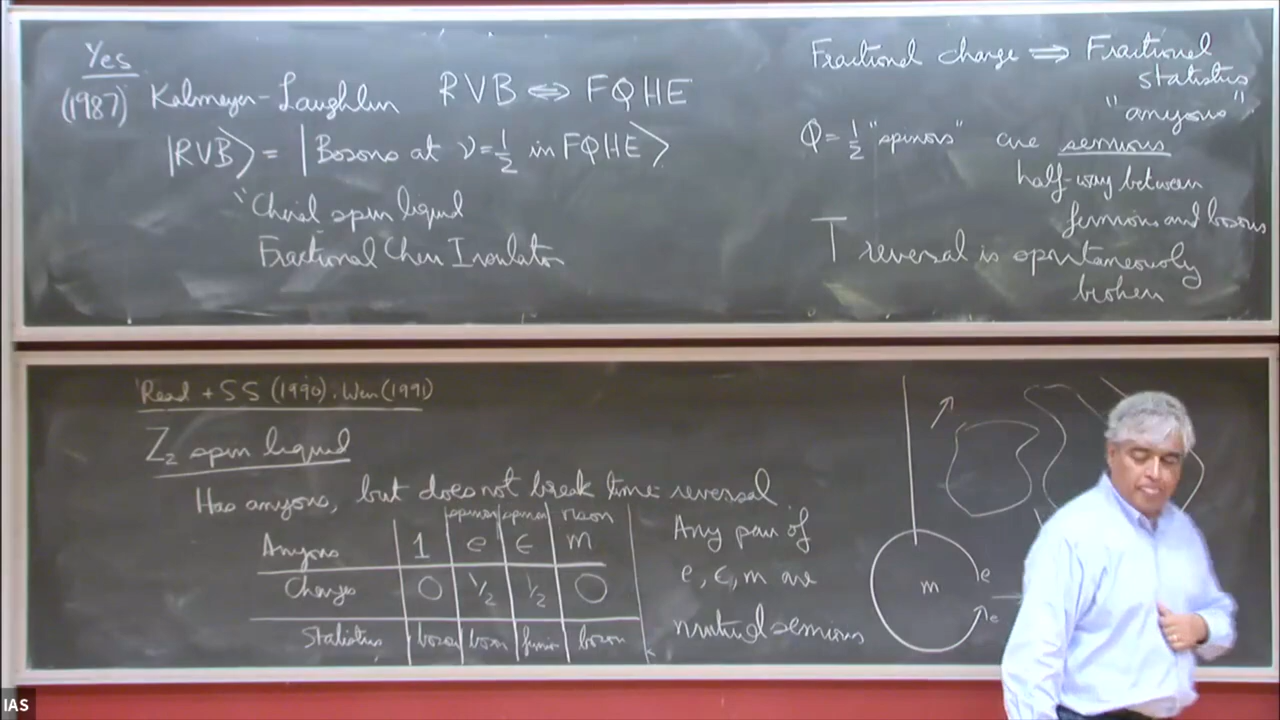 Yes
(1987) Kalmeyer-Laughlin RVB ⟺ FQHE
|RVB⟩ = |Bosons at ν=1/2 in FQHE⟩
"Chiral spin liquid
Fractional Chern Insulator
Fractional charge ⟹ Fractional
statistics
"anyons"
Q=1/2 "spinors" are semions
half-way between
fermions and bosons
T reversal is spontaneously
broken
Read + SS (1990). Wen (1991)
Z2 spin liquid
Has anyons, but does not break time-reversal
spinon spinon vison
Anyons 1 e ε m
Charges 0 1/2 1/2 0
Statistics boson boson fermion boson
Any pair of
e, ε, m are
mutual semions
m
e
e
IAS